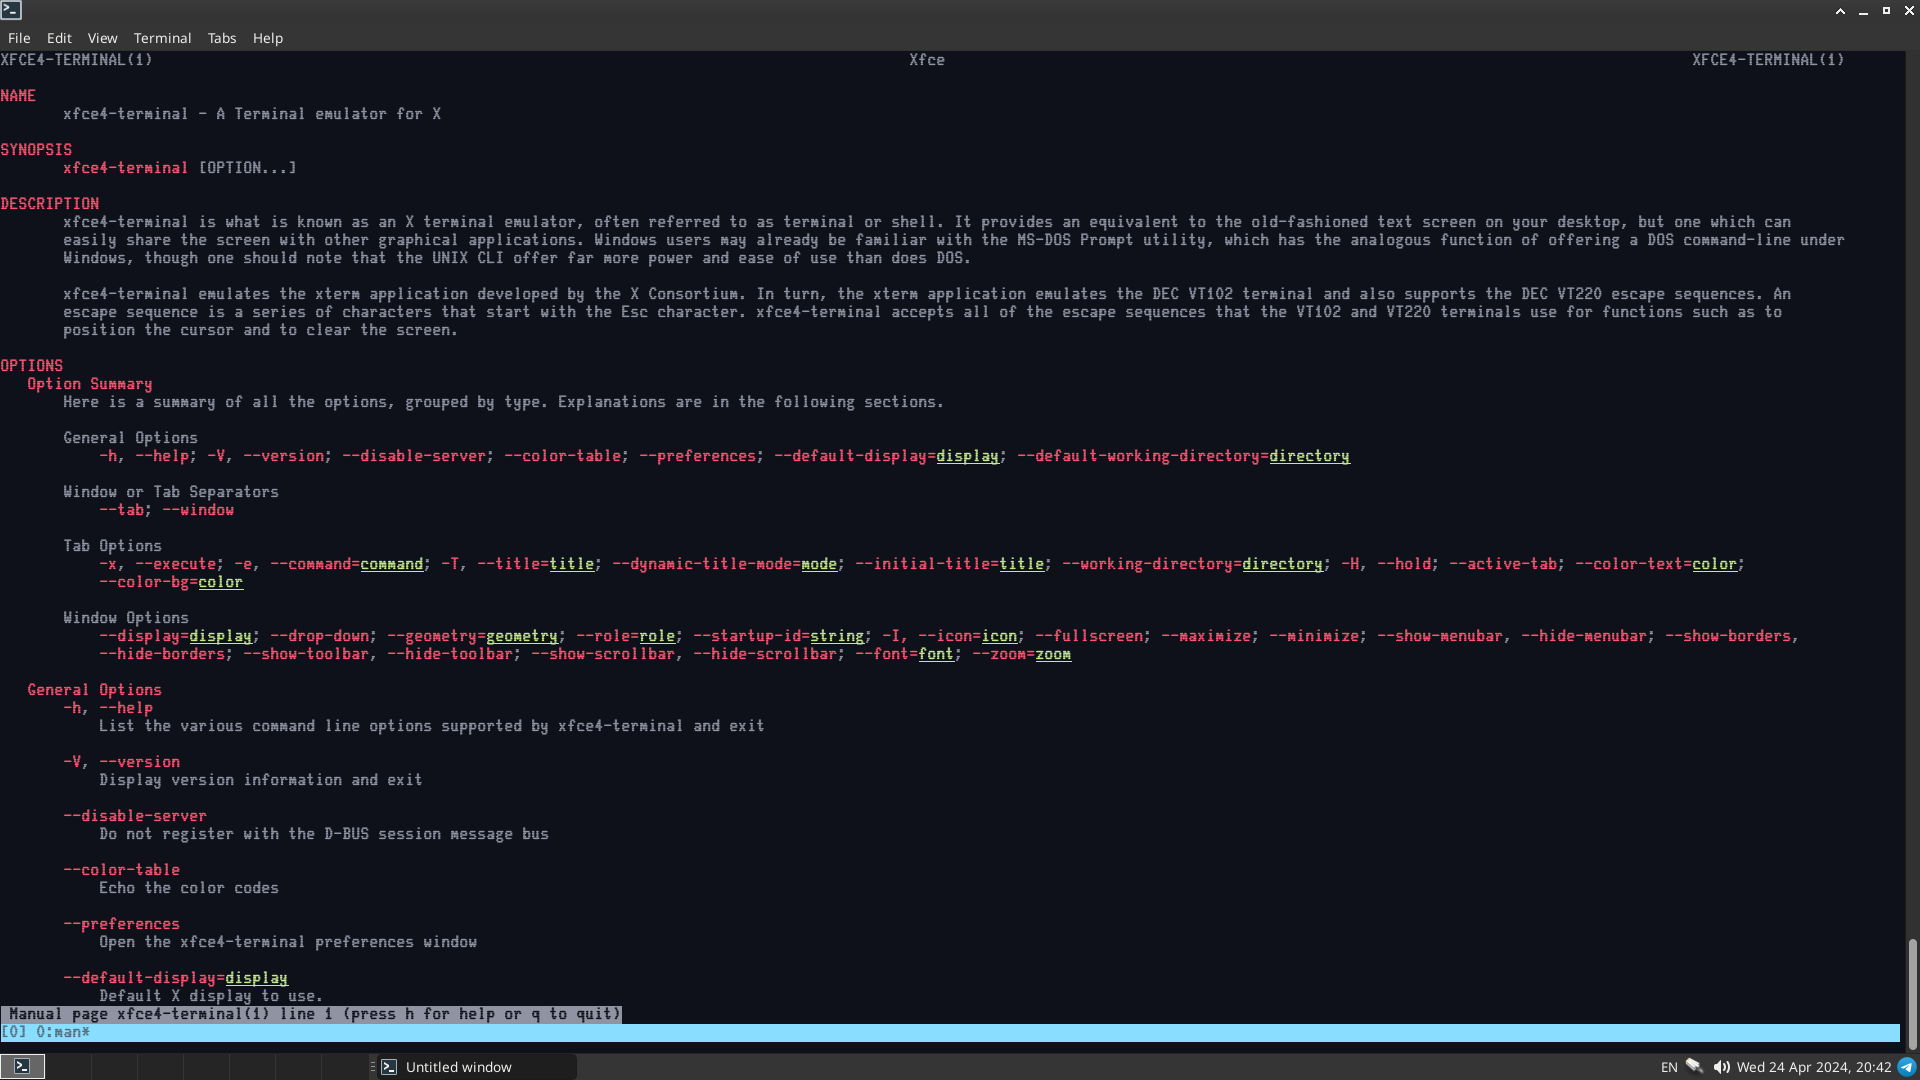 File Edit View Terminal Tabs Help
XFCE4-TERMINAL(1) Xfce XFCE4-TERMINAL(1)
NAME
xfce4-terminal - A Terminal emulator for X
SYNOPSIS
xfce4-terminal [OPTION...]
DESCRIPTION
xfce4-terminal is what is known as an X terminal emulator, often referred to as terminal or shell. It provides an equivalent to the old-fashioned text screen on your desktop, but one which can
easily share the screen with other graphical applications. Windows users may already be familiar with the MS-DOS Prompt utility, which has the analogous function of offering a DOS command-line under
Windows, though one should note that the UNIX CLI offer far more power and ease of use than does DOS.
xfce4-terminal emulates the xterm application developed by the X Consortium. In turn, the xterm application emulates the DEC VT102 terminal and also supports the DEC VT220 escape sequences. An
escape sequence is a series of characters that start with the Esc character. xfce4-terminal accepts all of the escape sequences that the VT102 and VT220 terminals use for functions such as to
position the cursor and to clear the screen.
OPTIONS
Option Summary
Here is a summary of all the options, grouped by type. Explanations are in the following sections.
General Options
-h, --help; -V, --version; --disable-server; --color-table; --preferences; --default-display=display; --default-working-directory=directory
Window or Tab Separators
--tab; --window
Tab Options
-x, --execute; -e, --command=command; -T, --title=title; --dynamic-title-mode=mode; --initial-title=title; --working-directory=directory; -H, --hold; --active-tab; --color-text=color;
--color-bg=color
Window Options
--display=display; --drop-down; --geometry=geometry; --role=role; --startup-id=string; -I, --icon=icon; --fullscreen; --maximize; --minimize; --show-menubar, --hide-menubar; --show-borders,
--hide-borders; --show-toolbar, --hide-toolbar; --show-scrollbar, --hide-scrollbar; --font=font; --zoom=zoom
General Options
-h, --help
List the various command line options supported by xfce4-terminal and exit
-V, --version
Display version information and exit
--disable-server
Do not register with the D-BUS session message bus
--color-table
Echo the color codes
--preferences
Open the xfce4-terminal preferences window
--default-display=display
Default X display to use.
Manual page xfce4-terminal(1) line 1 (press h for help or q to quit)
[0] 0:man*
Untitled window EN Wed 24 Apr 2024, 20:42